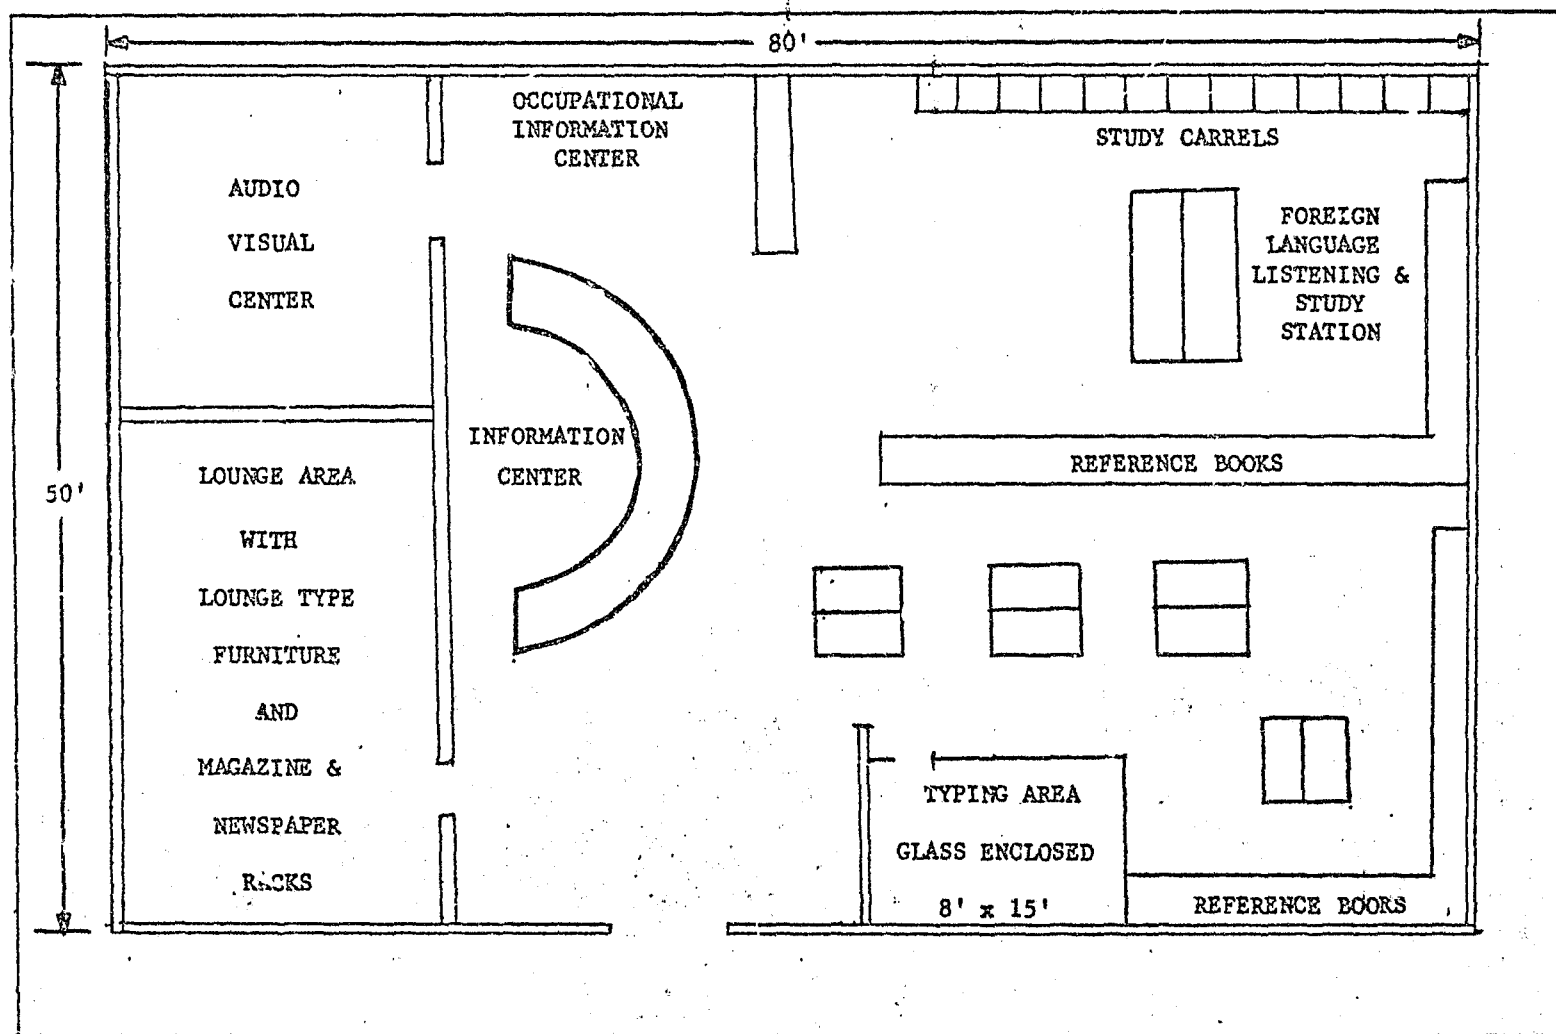 80'
OCCUPATIONAL
INFORMATION
CENTER
STUDY CARRELS
AUDIO
VISUAL
CENTER
FOREIGN
LANGUAGE
LISTENING &
STUDY
STATION
INFORMATION
CENTER
REFERENCE BOOKS
50'
LOUNGE AREA
WITH
LOUNGE TYPE
FURNITURE
AND
MAGAZINE &
NEWSPAPER
RACKS
TYPING AREA
GLASS ENCLOSED
8' x 15'
REFERENCE BOORS